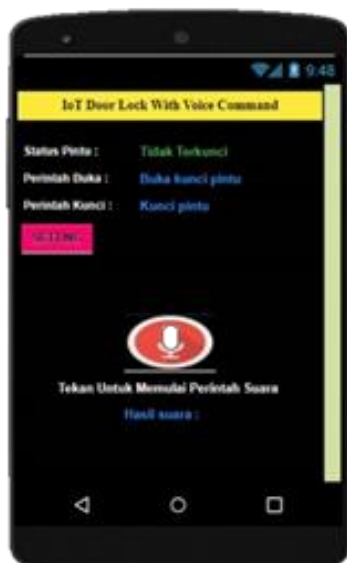 9:48
IoT Door Lock With Voice Command
Status Pintu : Tidak Terkunci
Perintah Buka : Buka kunci pintu
Perintah Kunci : Kunci pintu
SETTING
Tekan Untuk Memulai Perintah Suara
Hasil suara :